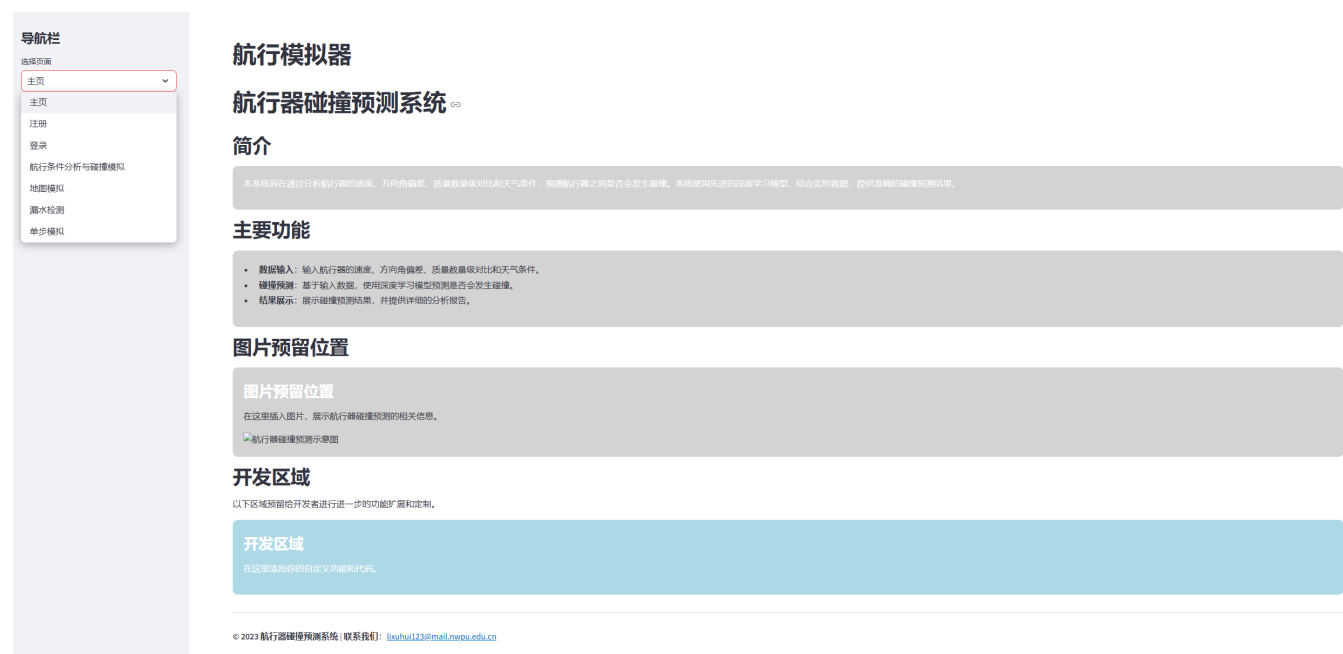 导航栏
选择页面
主页
主页
注册
登录
航行条件分析与碰撞模拟
地图模拟
漏水检测
单步模拟
航行模拟器
航行器碰撞预测系统
简介
本系统旨在通过分析航行器的速度、方向角偏差、质量数量级对比和天气条件，预测航行器之间是否会发生碰撞。系统使用先进的深度学习模型，结合实时数据，提供准确的碰撞预测结果。
主要功能
• 数据输入：输入航行器的速度、方向角偏差、质量数量级对比和天气条件。
• 碰撞预测：基于输入数据，使用深度学习模型预测是否会发生碰撞。
• 结果展示：展示碰撞预测结果，并提供详细的分析报告。
图片预留位置
图片预留位置
在这里插入图片，展示航行器碰撞预测的相关信息。
航行器碰撞预测示意图
开发区域
以下区域预留给开发者进行进一步的功能扩展和定制。
开发区域
在这里添加你的自定义功能和代码。
© 2023 航行器碰撞预测系统 | 联系我们：lixuhui123@mail.nwpu.edu.cn